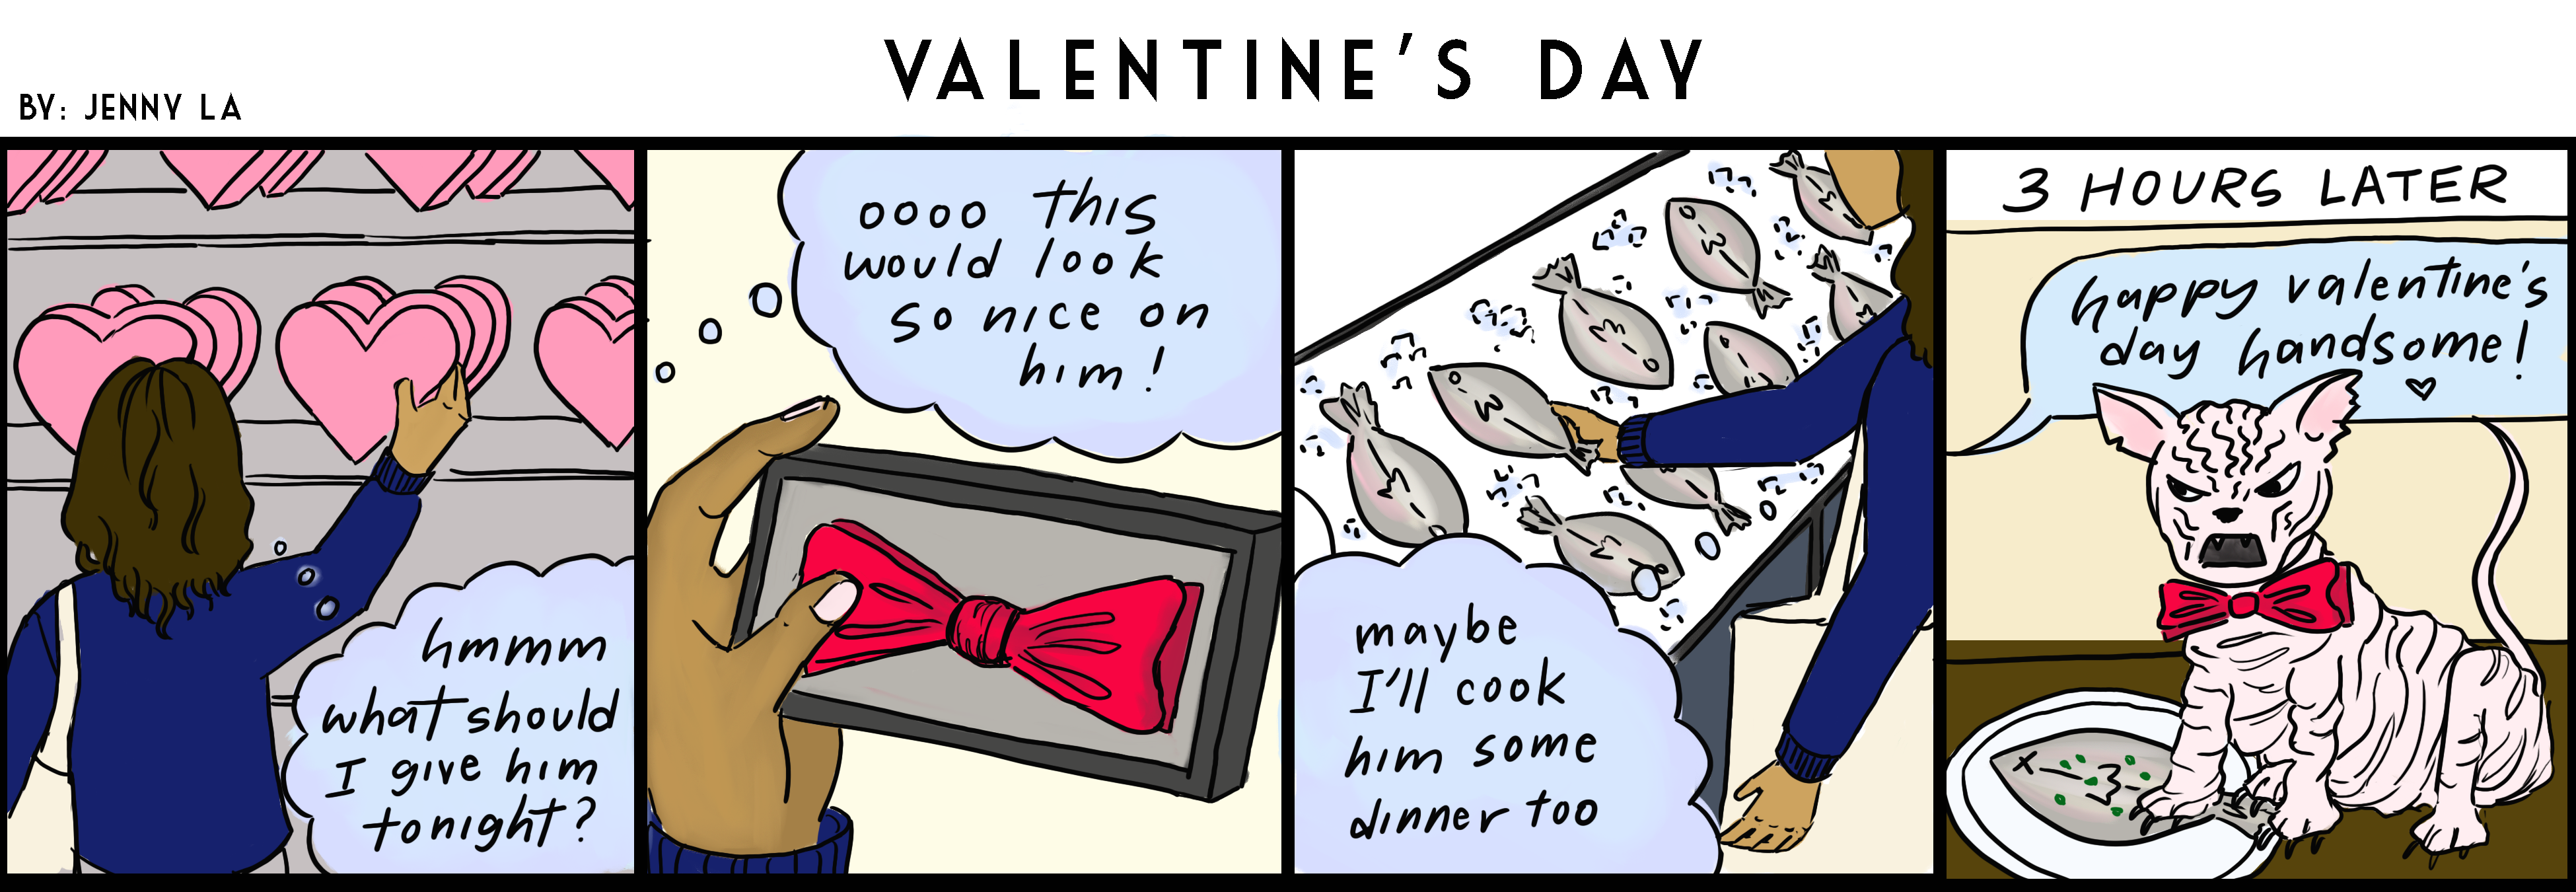 VALENTINE'S DAY
BY: JENNY LA
hmmm
what should
I give him
tonight?
oooo this
would look
so nice on
him!
maybe
I'll cook
him some
dinner too
3 HOURS LATER
happy valentine's
day handsome!